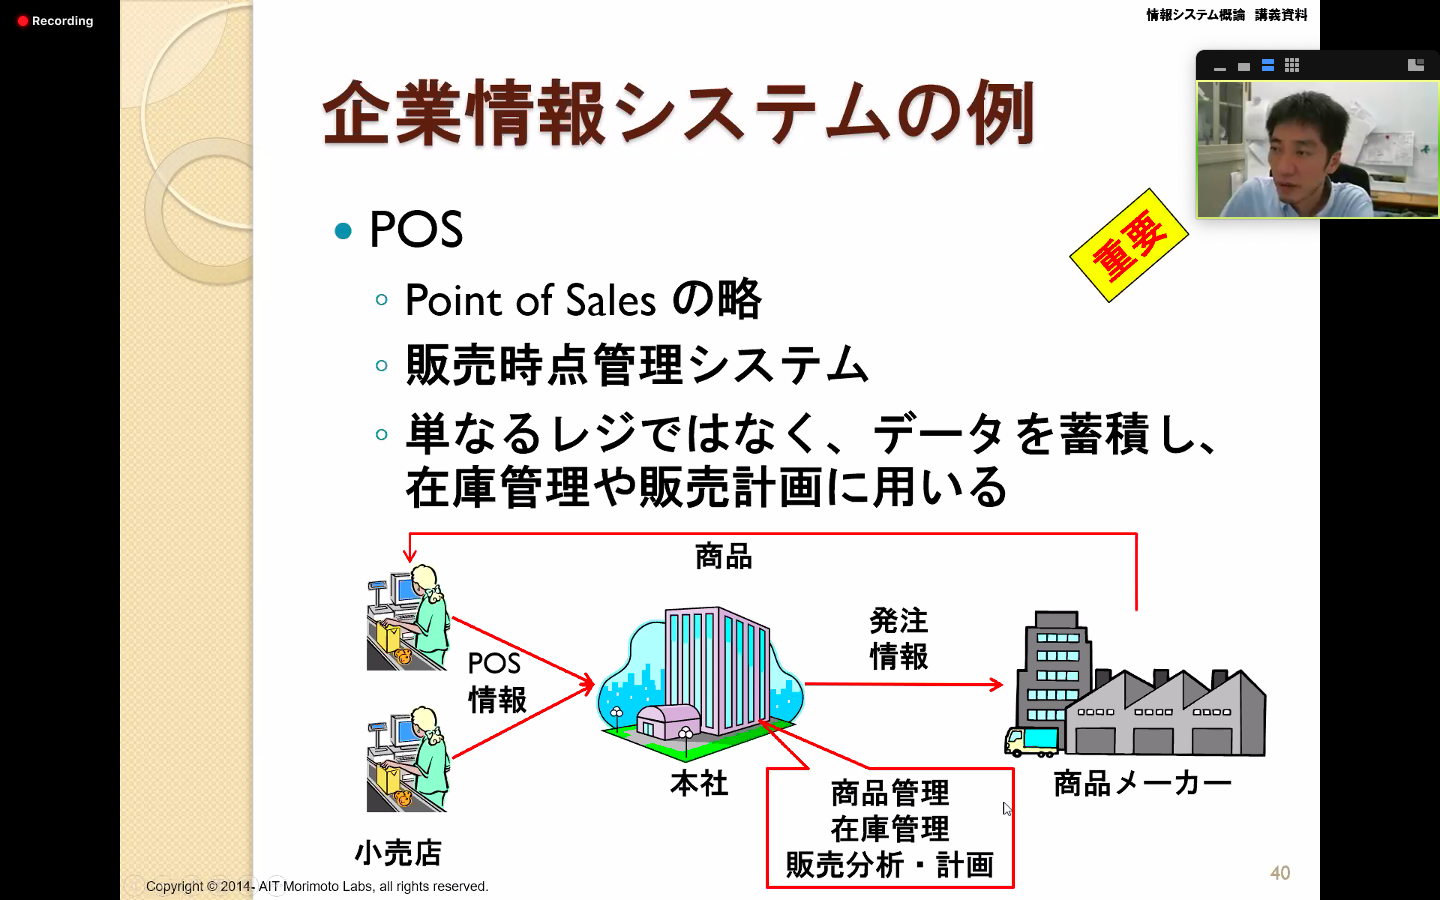 Recording
情報システム概論 講義資料
企業情報システムの例
重要
• POS
Point of Sales の略
販売時点管理システム
単なるレジではなく、データを蓄積し、
在庫管理や販売計画に用いる
商品
発注
情報
POS
情報
本社
商品メーカー
商品管理
在庫管理
販売分析・計画
小売店
Copyright © 2014- AIT Morimoto Labs, all rights reserved.
40